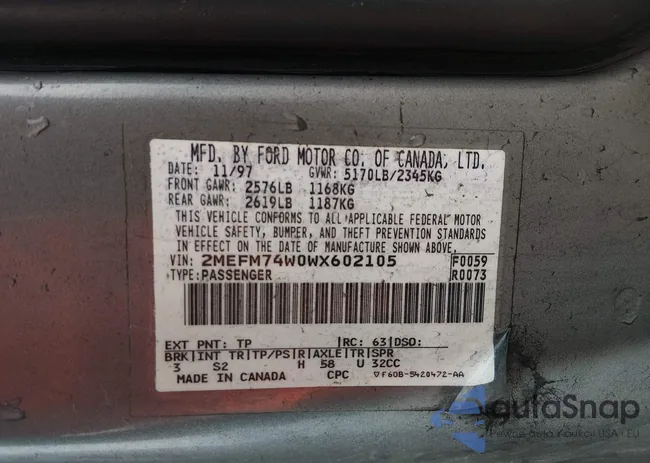 MFD. BY FORD MOTOR CO. OF CANADA, LTD.
DATE: 11/97 GVWR: 5170LB/2345KG
FRONT GAWR: 2576LB 1168KG
REAR GAWR: 2619LB 1187KG
THIS VEHICLE CONFORMS TO ALL APPLICABLE FEDERAL MOTOR
VEHICLE SAFETY, BUMPER, AND THEFT PREVENTION STANDARDS
IN EFFECT ON THE DATE OF MANUFACTURE SHOWN ABOVE.
VIN: 2MEFM74W0WX602105 F0059
TYPE: PASSENGER R0073
EXT PNT: TP |RC: 63|DSO:
BRK|INT TR|TP/PS|R|AXLE|TR|SPR
3 S2 H 58 U 32CC
MADE IN CANADA CPC F60B-5420472-AA